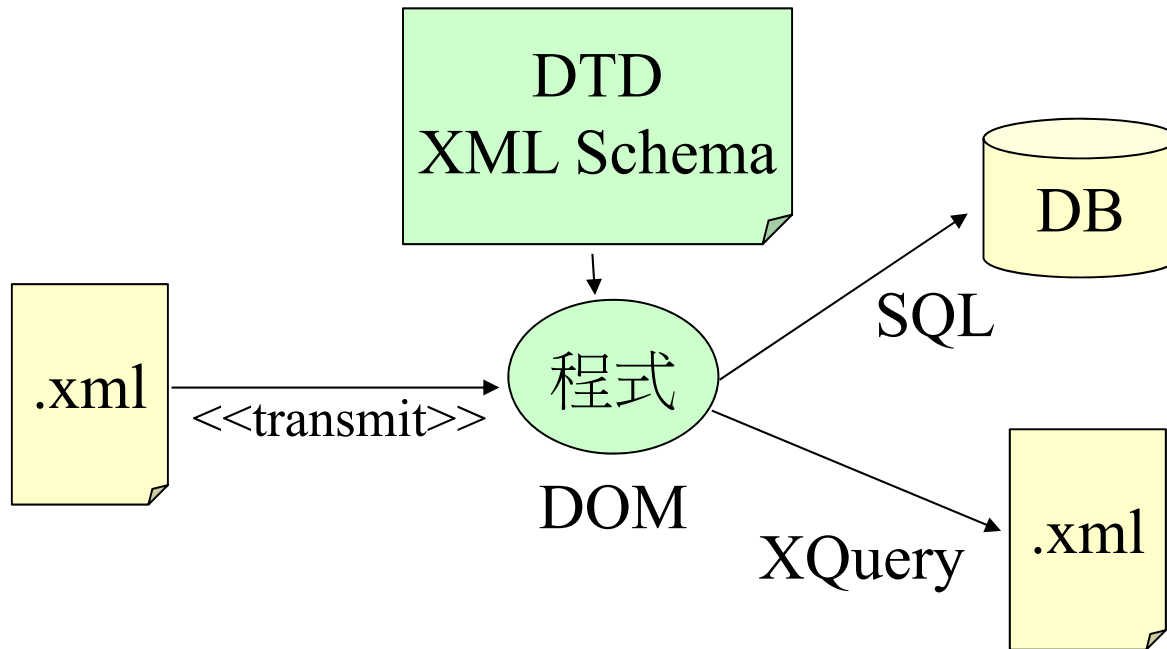 DTD
XML Schema
DB
SQL
.xml
<<transmit>>
程式
DOM
XQuery
.xml